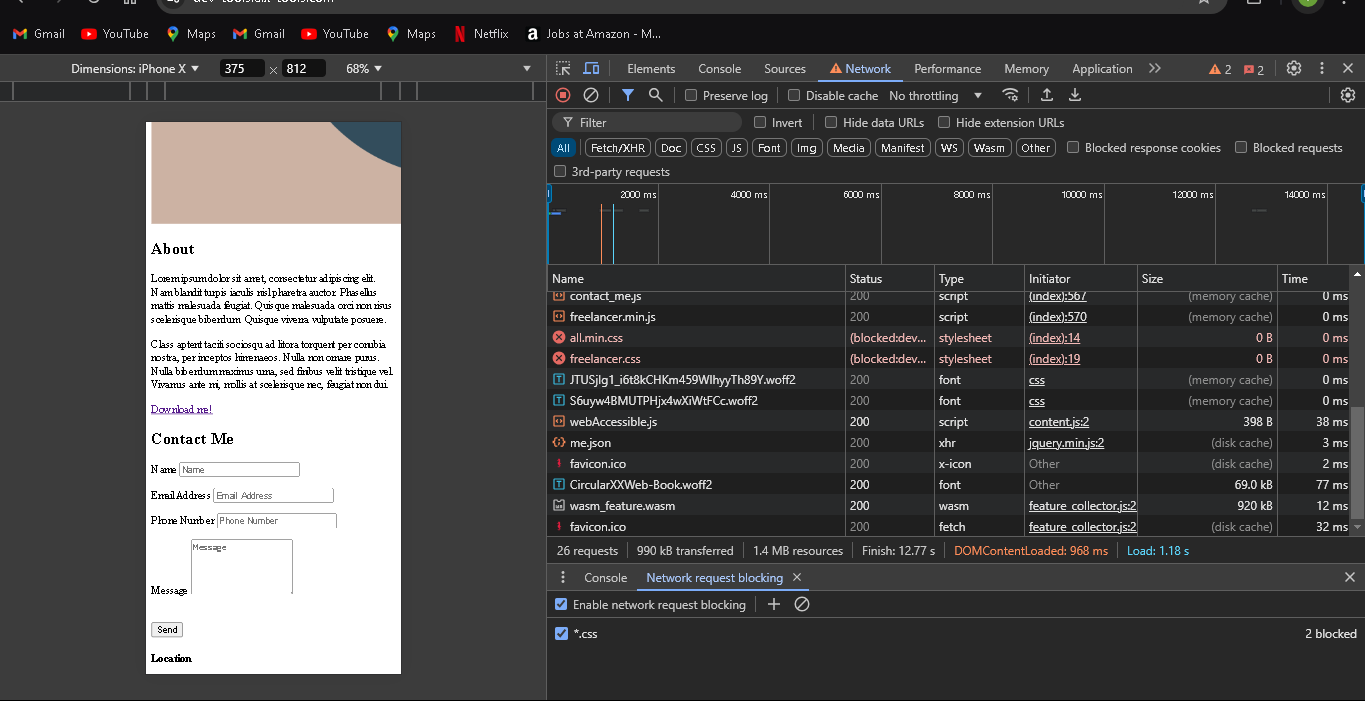 Gmail YouTube Maps Gmail YouTube Maps Netflix Jobs at Amazon - M...
Dimensions: iPhone X ▼ 375 × 812 68% ▼
Elements Console Sources Network Performance Memory Application 2 2
Preserve log Disable cache No throttling
Filter Invert Hide data URLs Hide extension URLs
All Fetch/XHR Doc CSS JS Font Img Media Manifest WS Wasm Other Blocked response cookies Blocked requests
3rd-party requests
2000 ms 4000 ms 6000 ms 8000 ms 10000 ms 12000 ms 14000 ms
Name Status Type Initiator Size Time
contact_me.js 200 script (index):567 (memory cache) 0 ms
freelancer.min.js 200 script (index):570 (memory cache) 0 ms
all.min.css (blocked:dev... stylesheet (index):14 0 B 0 ms
freelancer.css (blocked:dev... stylesheet (index):19 0 B 0 ms
JTUSjIg1_i6t8kCHKm459WlhyyTh89Y.woff2 200 font css (memory cache) 0 ms
S6uyw4BMUTPHjx4wXiWtFCc.woff2 200 font css (memory cache) 0 ms
webAccessible.js 200 script content.js:2 398 B 38 ms
me.json 200 xhr jquery.min.js:2 (disk cache) 3 ms
favicon.ico 200 x-icon Other (disk cache) 2 ms
CircularXXWeb-Book.woff2 200 font Other 69.0 kB 77 ms
wasm_feature.wasm 200 wasm feature_collector.js:2 920 kB 12 ms
favicon.ico 200 fetch feature_collector.js:2 (disk cache) 32 ms
26 requests 990 kB transferred 1.4 MB resources Finish: 12.77 s DOMContentLoaded: 968 ms Load: 1.18 s
Console Network request blocking
Enable network request blocking
*.css 2 blocked
About
Lorem ipsum dolor sit amet, consectetur adipiscing elit.
Nam blandit turpis iaculis nisl pharetra auctor. Phasellus
mattis malesuada feugiat. Quisque malesuada orci non risus
scelerisque bibendum. Quisque viverra vulputate posuere.
Class aptent taciti sociosqu ad litora torquent per conubia
nostra, per inceptos himenaeos. Nulla non ornare purus.
Nulla bibendum maximus urna, sed finibus velit tristique vel.
Vivamus ante mi, mollis at scelerisque nec, feugiat non dui.
Download me!
Contact Me
Name Name
Email Address Email Address
Phone Number Phone Number
Message
Message
Send
Location